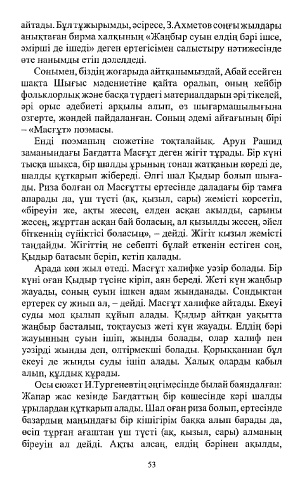 айтады. Бұл тұжырымды, әсіресе, З.Ахметов соңғы жылдары
анықтаған бирма халқының «Жаңбыр суын елдің бәрі ішсе,
әмірші де ішеді» деген ертегісімен салыстыру нәтижесінде
өте нанымды етіп дәлелдеді.
Сонымен, біздің жоғарыда айтқанымыздай, Абай есейген
шақта Шығыс мәдениетіне қайта оралып, оның кейбір
фольклорлық және басқа түрдегі материалдарын әрі тікелей,
әрі орыс әдебиеті арқылы алып, өз шығармашылығына
өзгерте, жөндей пайдаланған. Соның әдемі айғағының бірі
– «Масғұт» поэмасы.
Енді поэманың сюжетіне тоқталайық. Арун Рашид
заманындағы Бағдатта Масғұт деген жігіт тұрады. Бір күні
тысқа шықса, бір шалды ұрының тонап жатқанын көреді де,
шалды құтқарып жібереді. Әлгі шал Қыдыр болып шыға-
ды. Риза болған ол Масғұтты ертесінде даладағы бір тамға
апарады да, үш түсті (ақ, қызыл, сары) жемісті көрсетіп,
«біреуін же, ақты жесең, елден асқан ақылды, сарыны
жесең, жұрттан асқан бай боласың, ал қызылды жесең, әйел
біткеннің сүйіктісі боласың», – дейді. Жігіт қызыл жемісті
таңдайды. Жігіттің не себепті бұлай еткенін естіген соң,
Қыдыр батасын беріп, кетіп қалады.
Арада көп жыл өтеді. Масғұт халифке уәзір болады. Бір
күні оған Қыдыр түсіне кіріп, аян береді. Жеті күн жаңбыр
жауады, соның суын ішкен адам жынданады. Сондықтан
ертерек су жиып ал, – дейді. Масғұт халифке айтады. Екеуі
суды мол қылып құйып алады. Қыдыр айтқан уақытта
жаңбыр басталып, тоқтаусыз жеті күн жауады. Елдің бәрі
жауынның суын ішіп, жынды болады, олар халиф пен
уәзірді жынды деп, өлтірмекші болады. Қорыққаннан бұл
екеуі де жынды суды ішіп алады. Халық оларды қабыл
алып, құлдық құрады.
Осы сюжет И.Тургеневтің әңгімесінде былай баяндалған:
Жапар жас кезінде Бағдаттың бір көшесінде кәрі шалды
ұрылардан құтқарып алады. Шал оған риза болып, ертесінде
базардың маңындағы бір кішігірім баққа алып барады да,
өсіп тұрған ағаштан үш түсті (ақ, қызыл, сары) алманың
біреуін ал дейді. Ақты алсаң, елдің бәрінен ақылды,
53